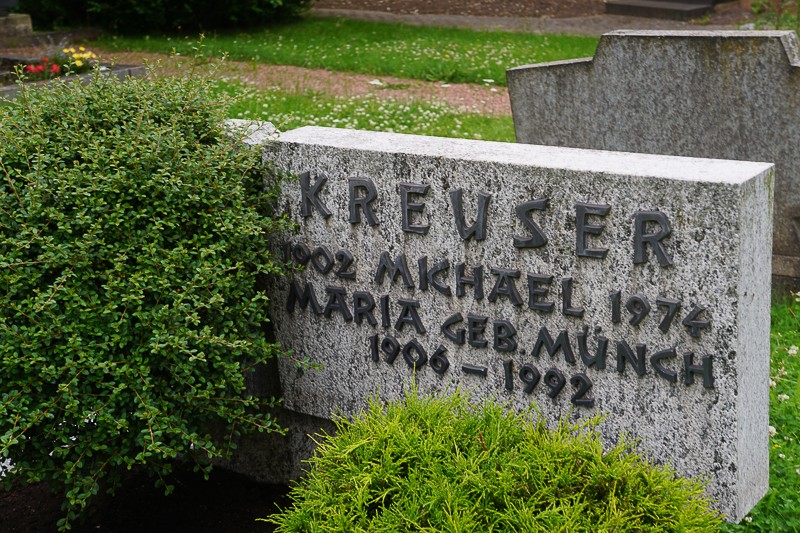 KREUSER
1902 MICHAEL 1974
MARIA GEB. MÜNCH
1906 – 1992